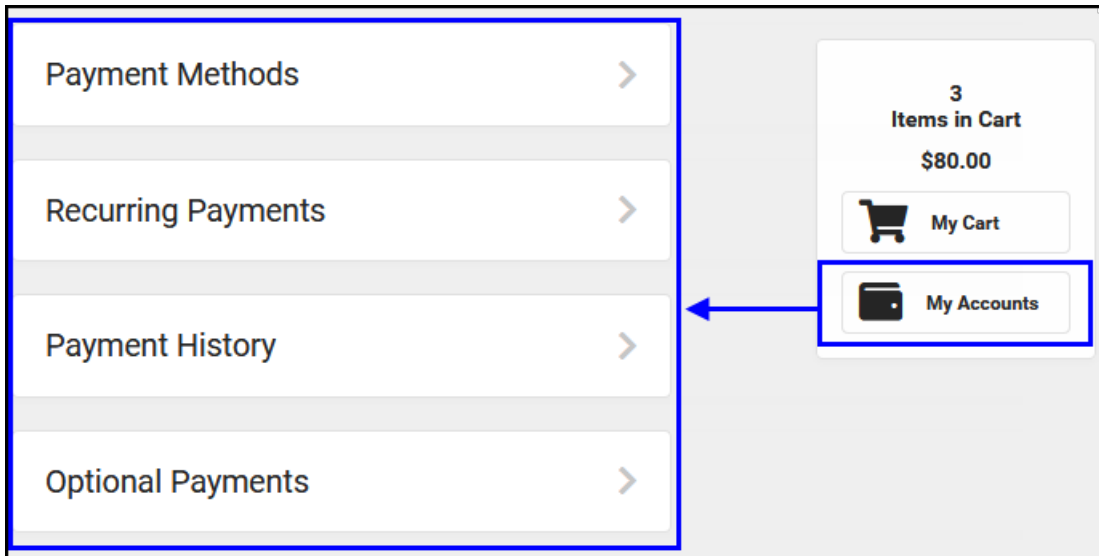 Payment Methods
Recurring Payments
Payment History
Optional Payments
3
Items in Cart
$80.00
My Cart
My Accounts